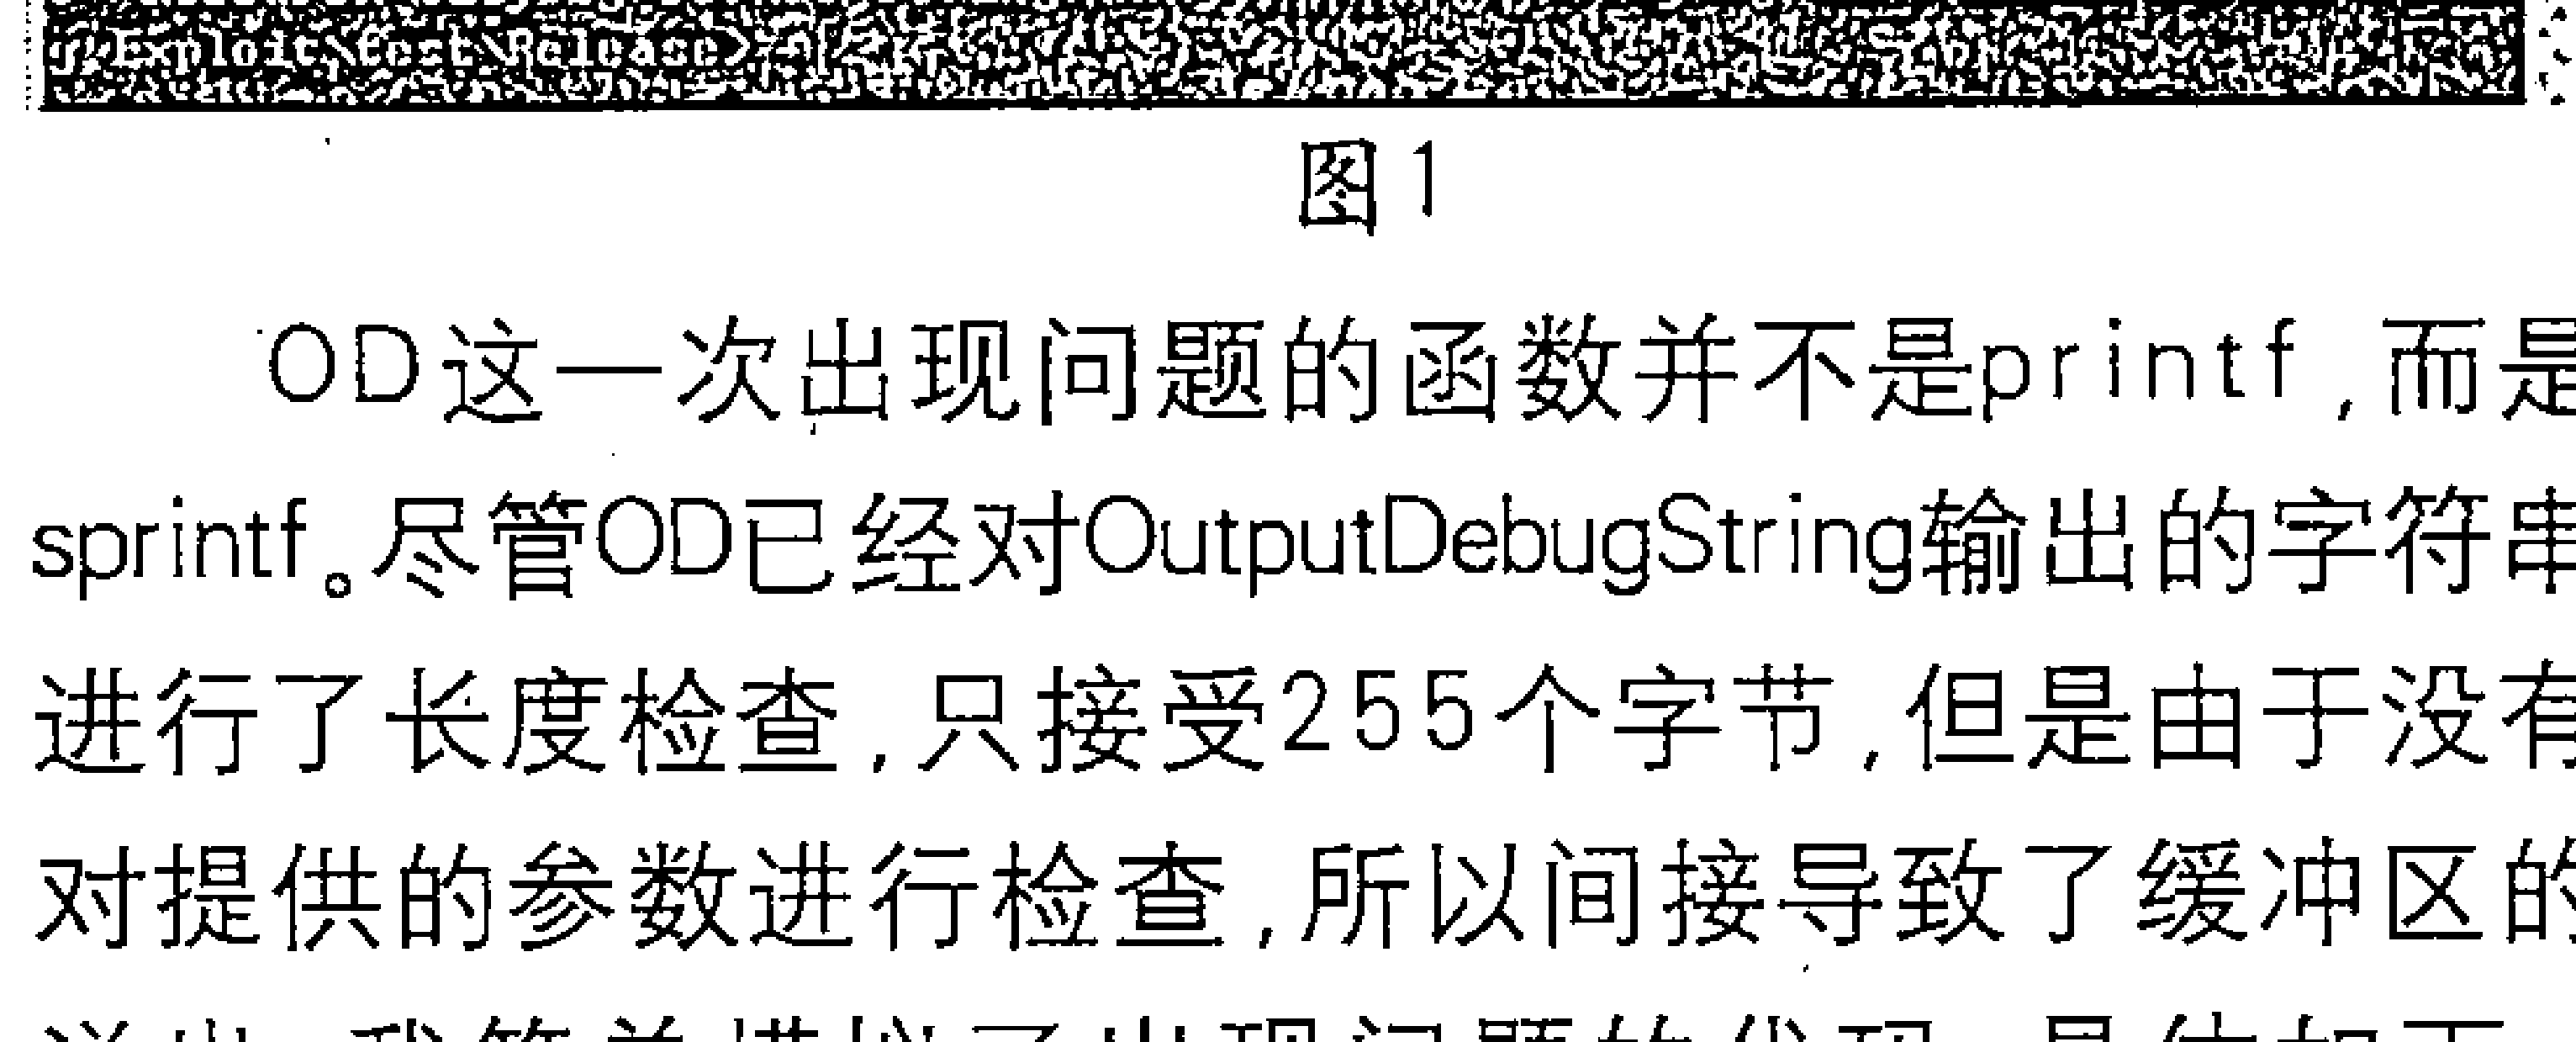 Exploit\test\Release>
图1
OD这一次出现问题的函数并不是printf,而是
sprintf。尽管OD已经对OutputDebugString输出的字符串
进行了长度检查,只接受255个字节,但是由于没有
对提供的参数进行检查,所以间接导致了缓冲区的